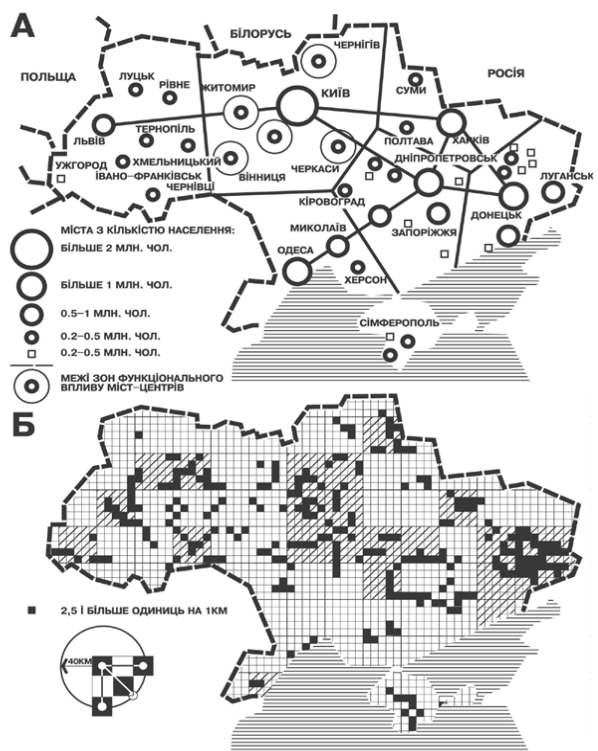 А
БІЛОРУСЬ
ЧЕРНІГІВ
ПОЛЬЩА
РОСІЯ
ЛУЦЬК
РІВНЕ
ЖИТОМИР
КИЇВ
СУМИ
ЛЬВІВ
ТЕРНОПІЛЬ
ПОЛТАВА
ХАРКІВ
УЖГОРОД
ХМЕЛЬНИЦЬКИЙ
ВІННИЦЯ
ЧЕРКАСИ
ДНІПРОПЕТРОВСЬК
ІВАНО–ФРАНКІВСЬК
ЛУГАНСЬК
ЧЕРНІВЦІ
КІРОВОГРАД
ДОНЕЦЬК
МИКОЛАЇВ
ЗАПОРІЖЖЯ
ОДЕСА
ХЕРСОН
СІМФЕРОПОЛЬ
МІСТА З КІЛЬКІСТЮ НАСЕЛЕННЯ:
БІЛЬШЕ 2 МЛН. ЧОЛ.
БІЛЬШЕ 1 МЛН. ЧОЛ.
0.5–1 МЛН. ЧОЛ.
0.2–0.5 МЛН. ЧОЛ.
0.2–0.5 МЛН. ЧОЛ.
МЕЖІ ЗОН ФУНКЦІОНАЛЬНОГО
ВПЛИВУ МІСТ–ЦЕНТРІВ
Б
2,5 І БІЛЬШЕ ОДИНИЦЬ НА 1КМ
40КМ